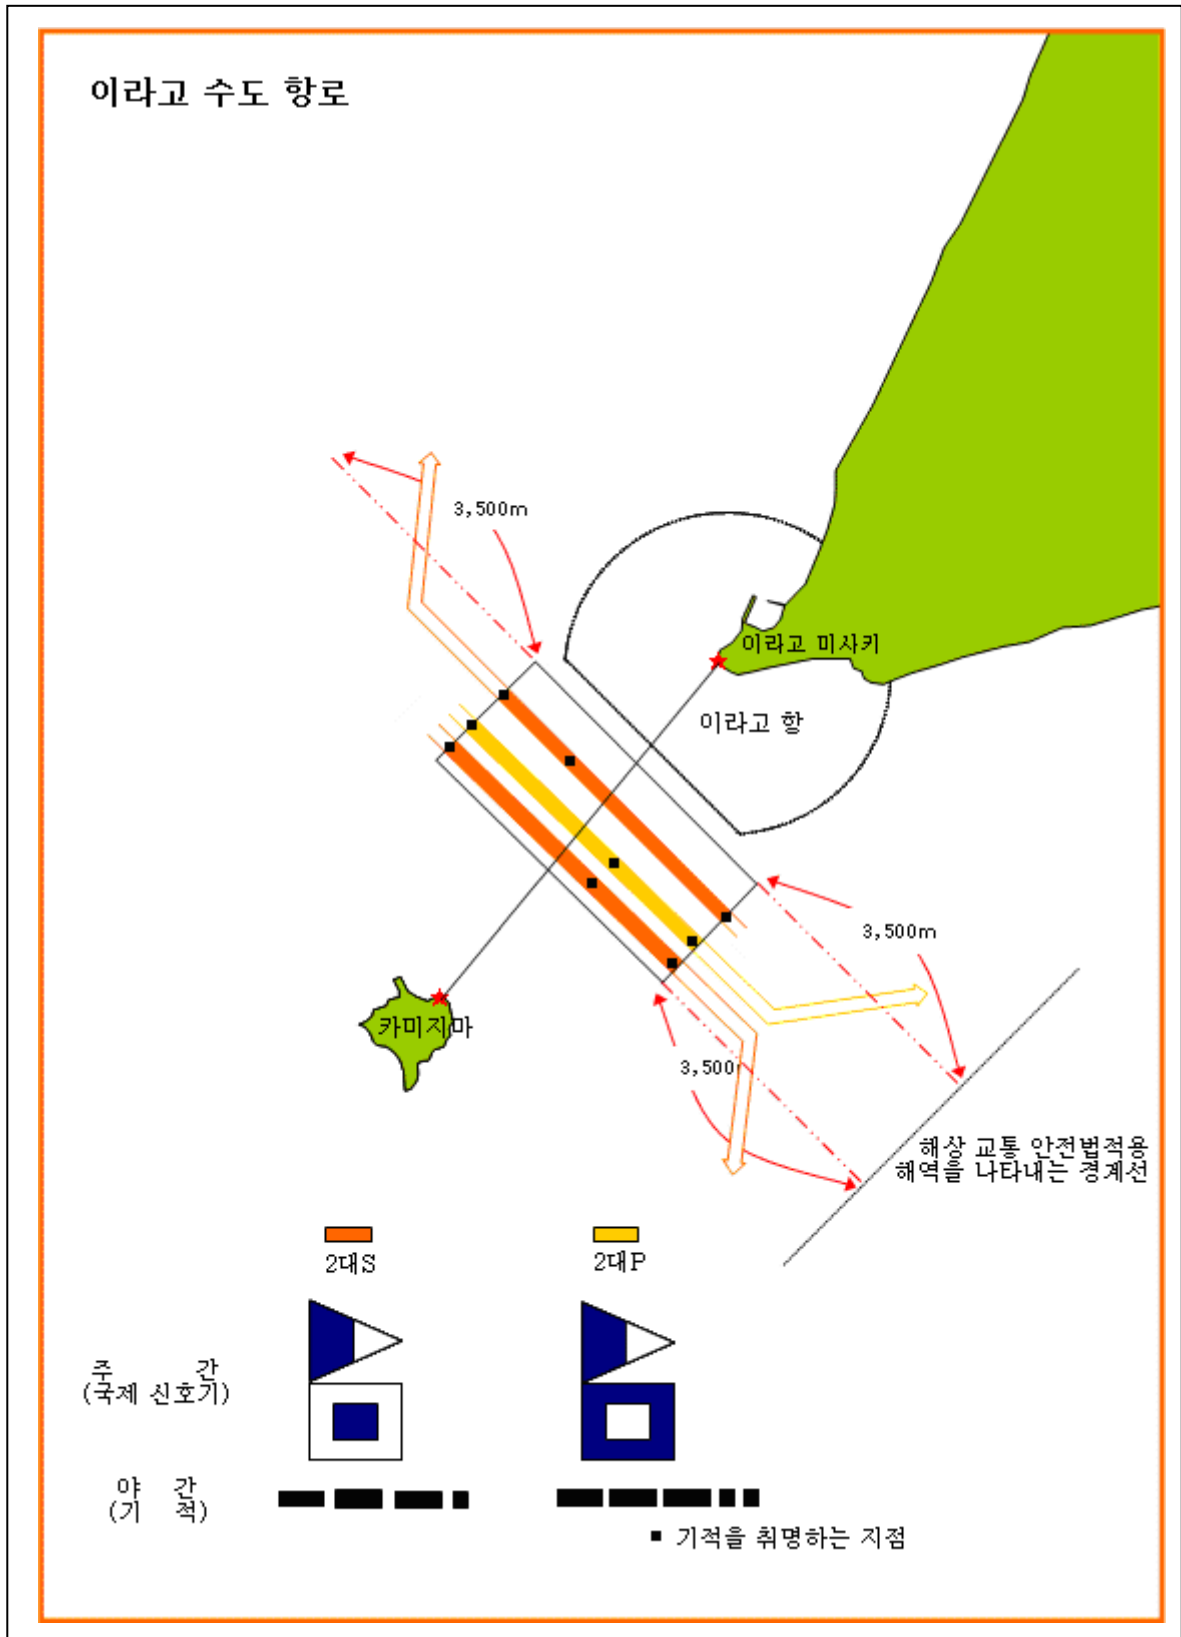 이라고 수도 항로
3,500m
이라고 미사키
이라고 항
3,500m
카미지마
3,500m
해상 교통 안전법적용
해역을 나타내는 경계선
2대S
2대P
주 간
(국제 신호기)
야 간
(기 적)
■ 기적을 취명하는 지점